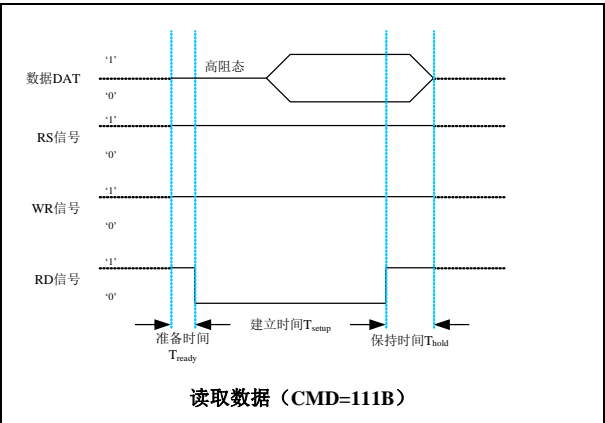 ‘1’
高阻态
数据DAT
‘0’
‘1’
RS信号
‘0’
‘1’
WR信号
‘0’
‘1’
RD信号
‘0’
准备时间
Tready
建立时间Tsetup
保持时间Thold
读取数据（CMD=111B）